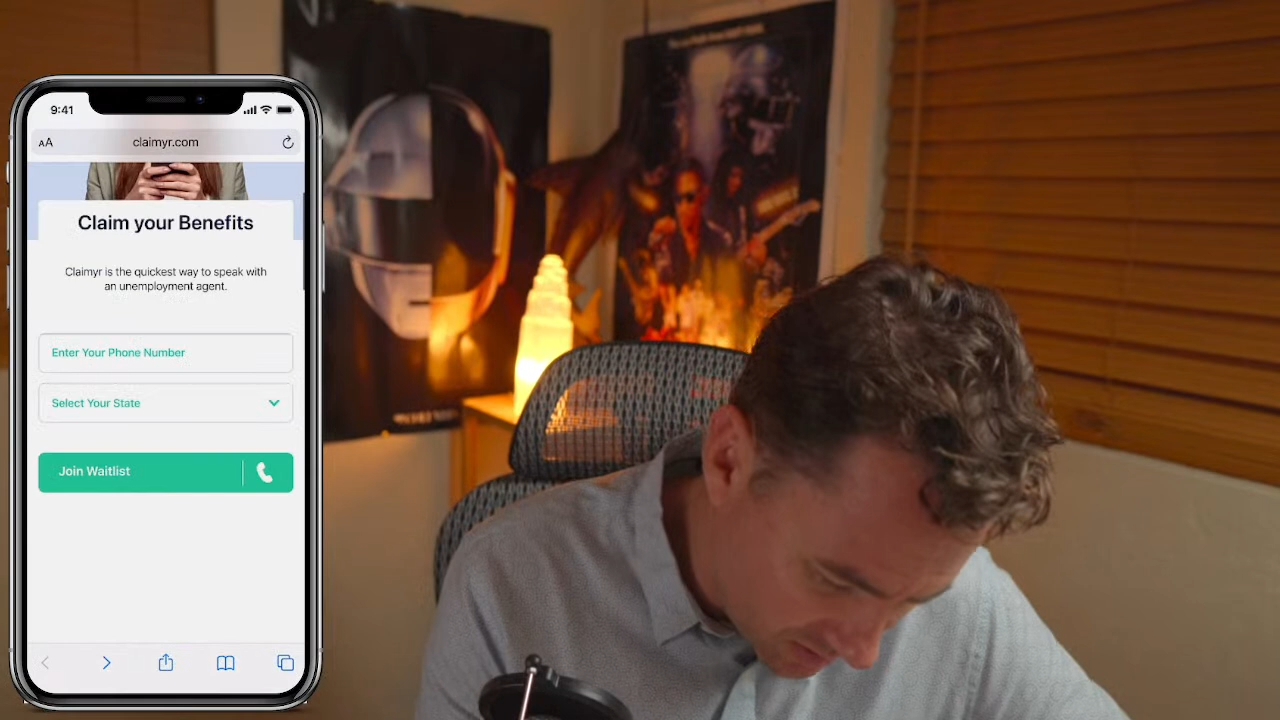 9:41
AA
claimyr.com
Claim your Benefits
Claimyr is the quickest way to speak with
an unemployment agent.
Enter Your Phone Number
Select Your State
Join Waitlist